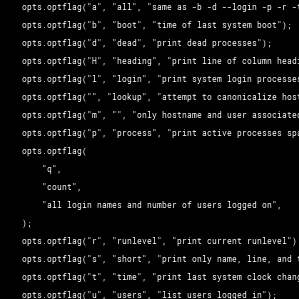 opts.optflag("a", "all", "same as -b -d --login -p -r -t
opts.optflag("b", "boot", "time of last system boot");
opts.optflag("d", "dead", "print dead processes");
opts.optflag("H", "heading", "print line of column headi
opts.optflag("l", "login", "print system login processes
opts.optflag("", "lookup", "attempt to canonicalize host
opts.optflag("m", "", "only hostname and user associated
opts.optflag("p", "process", "print active processes spa
opts.optflag(
"q",
"count",
"all login names and number of users logged on",
);
opts.optflag("r", "runlevel", "print current runlevel")
opts.optflag("s", "short", "print only name, line, and t
opts.optflag("t", "time", "print last system clock chang
opts.optflag("u", "users", "list users logged in");